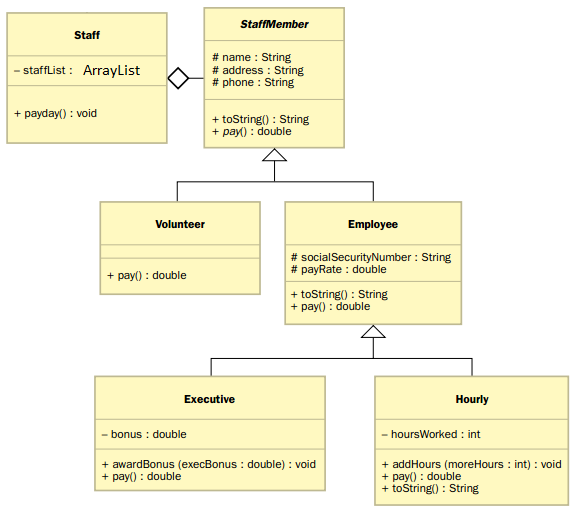 Staff
– staffList : ArrayList
+ payday() : void
StaffMember
# name : String
# address : String
# phone : String
+ toString() : String
+ pay() : double
Volunteer
+ pay() : double
Employee
# socialSecurityNumber : String
# payRate : double
+ toString() : String
+ pay() : double
Executive
– bonus : double
+ awardBonus (execBonus : double) : void
+ pay() : double
Hourly
– hoursWorked : int
+ addHours (moreHours : int) : void
+ pay() : double
+ toString() : String